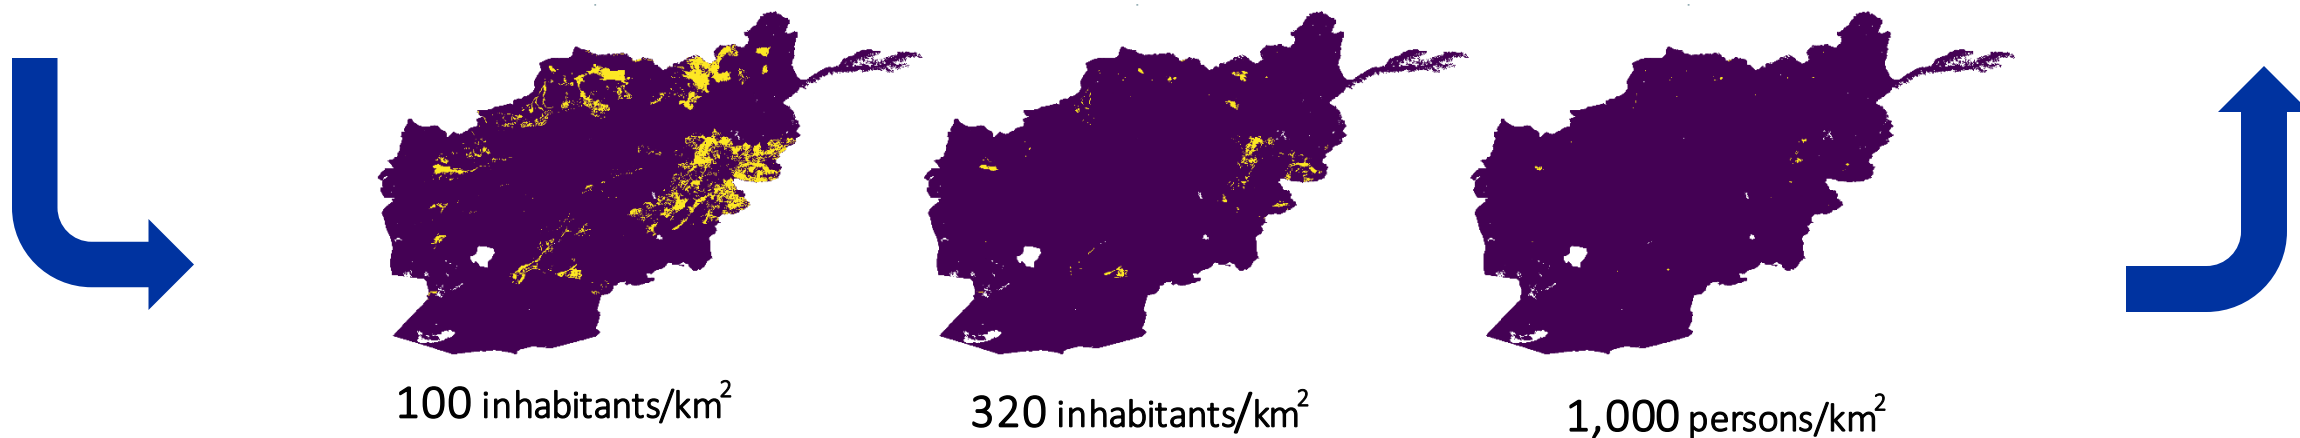 100 inhabitants/km²
320 inhabitants/km²
1,000 persons/km²